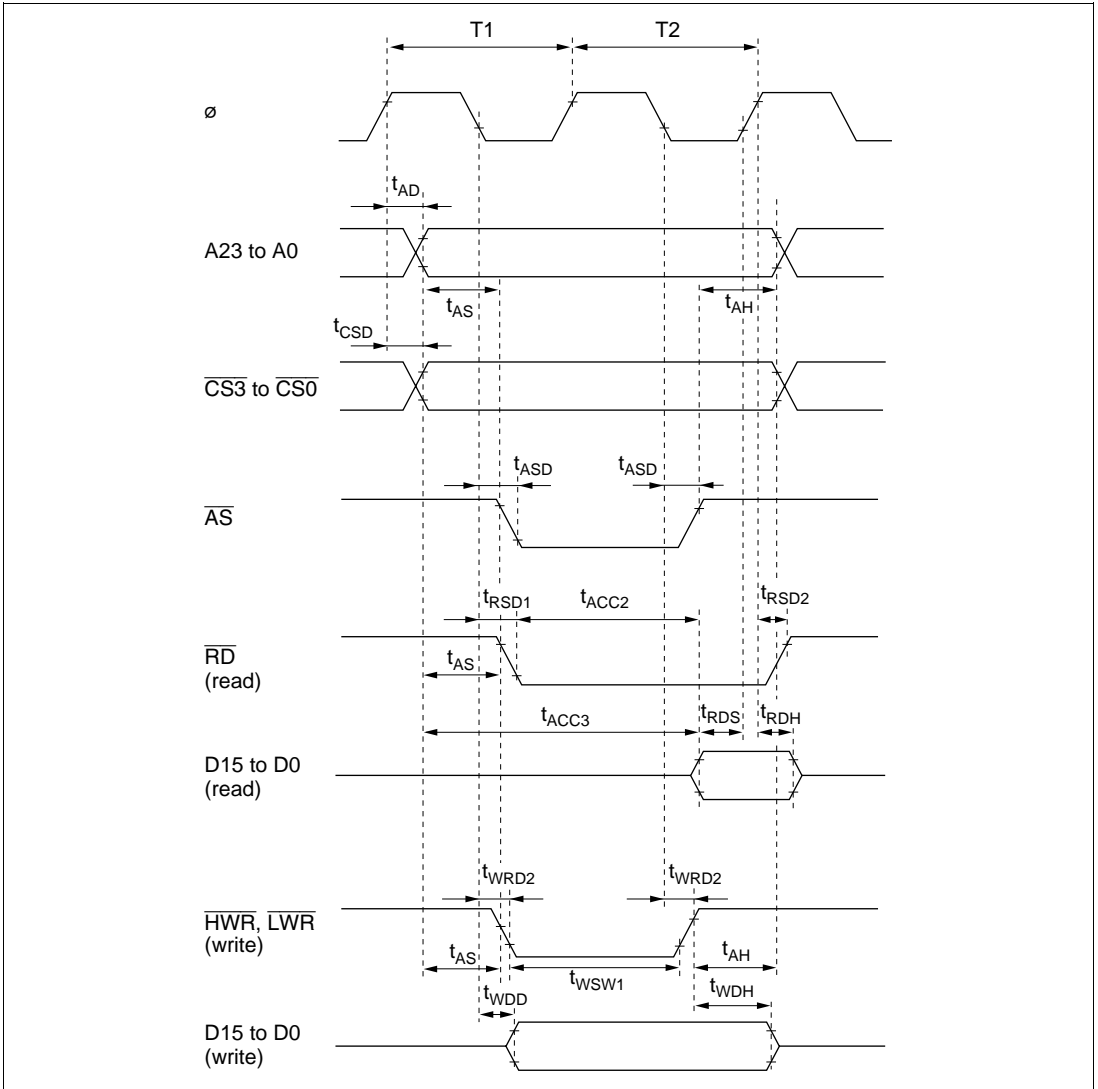 T1 T2
ø
tAD
A23 to A0
tAS tAH
tCSD
CS3 to CS0
tASD tASD
AS
tRSD1 tACC2 tRSD2
RD
(read)
tAS
tACC3 tRDS tRDH
D15 to D0
(read)
tWRD2 tWRD2
HWR, LWR
(write)
tAS tWSW1 tAH
tWDD tWDH
D15 to D0
(write)